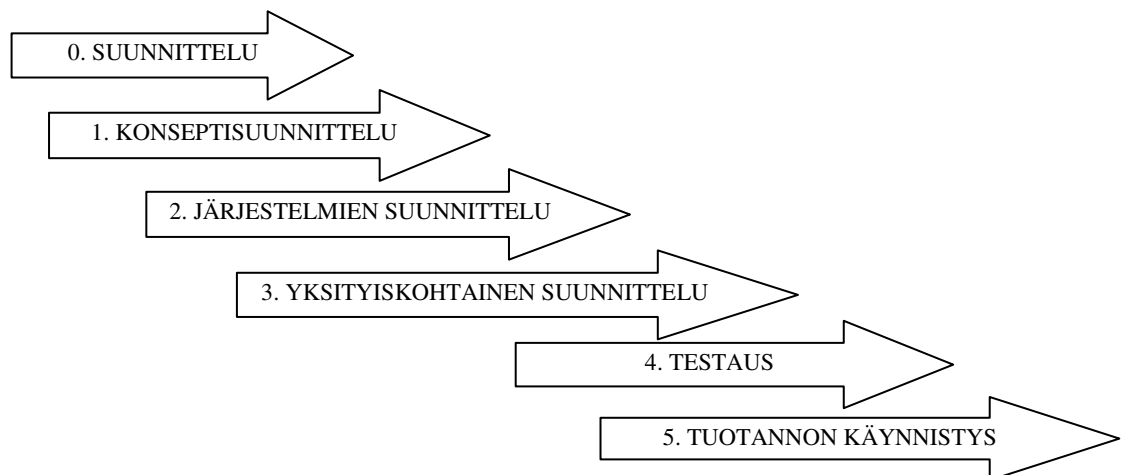 0. SUUNNITTELU
1. KONSEPTISUUNNITTELU
2. JÄRJESTELMIEN SUUNNITTELU
3. YKSITYISKOHTAINEN SUUNNITTELU
4. TESTAUS
5. TUOTANNON KÄYNNISTYS